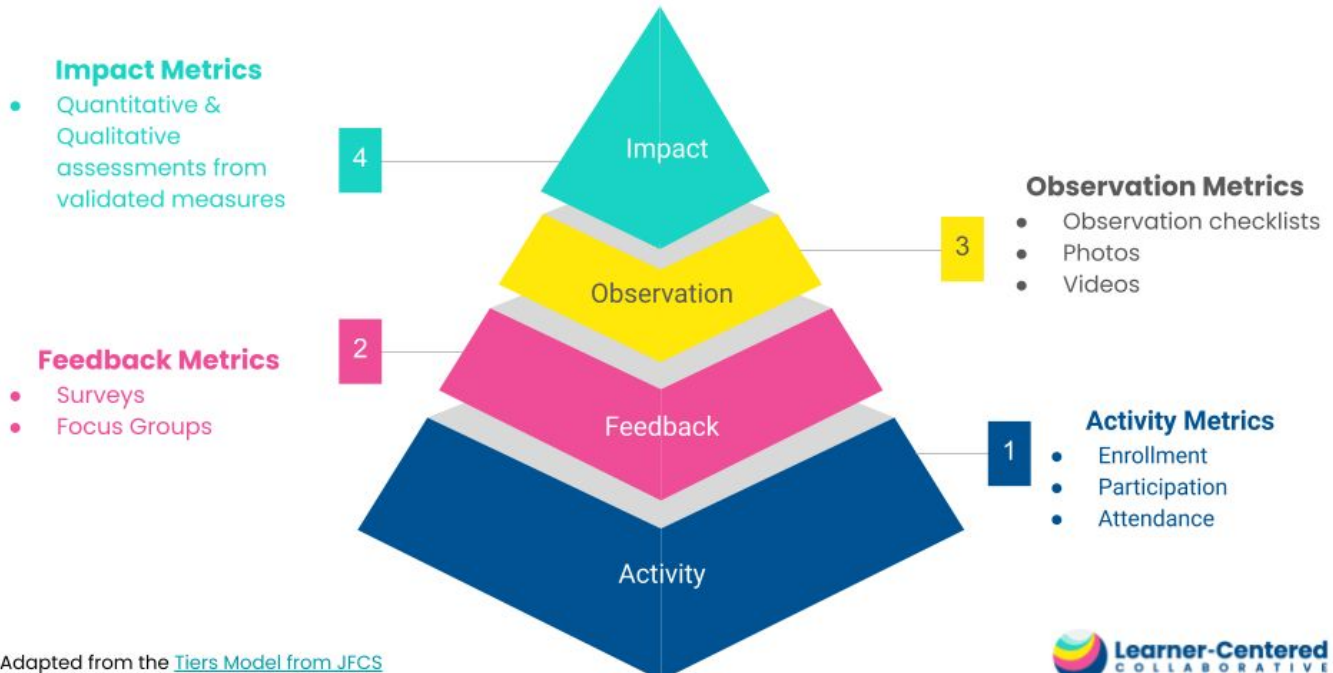 Impact Metrics
● Quantitative &
Qualitative
assessments from
validated measures
4
Impact
Observation Metrics
● Observation checklists
● Photos
● Videos
3
Observation
Feedback Metrics
● Surveys
● Focus Groups
2
Feedback
Activity Metrics
● Enrollment
● Participation
● Attendance
1
Activity
Adapted from the Tiers Model from JFCS
Learner-Centered
COLLABORATIVE